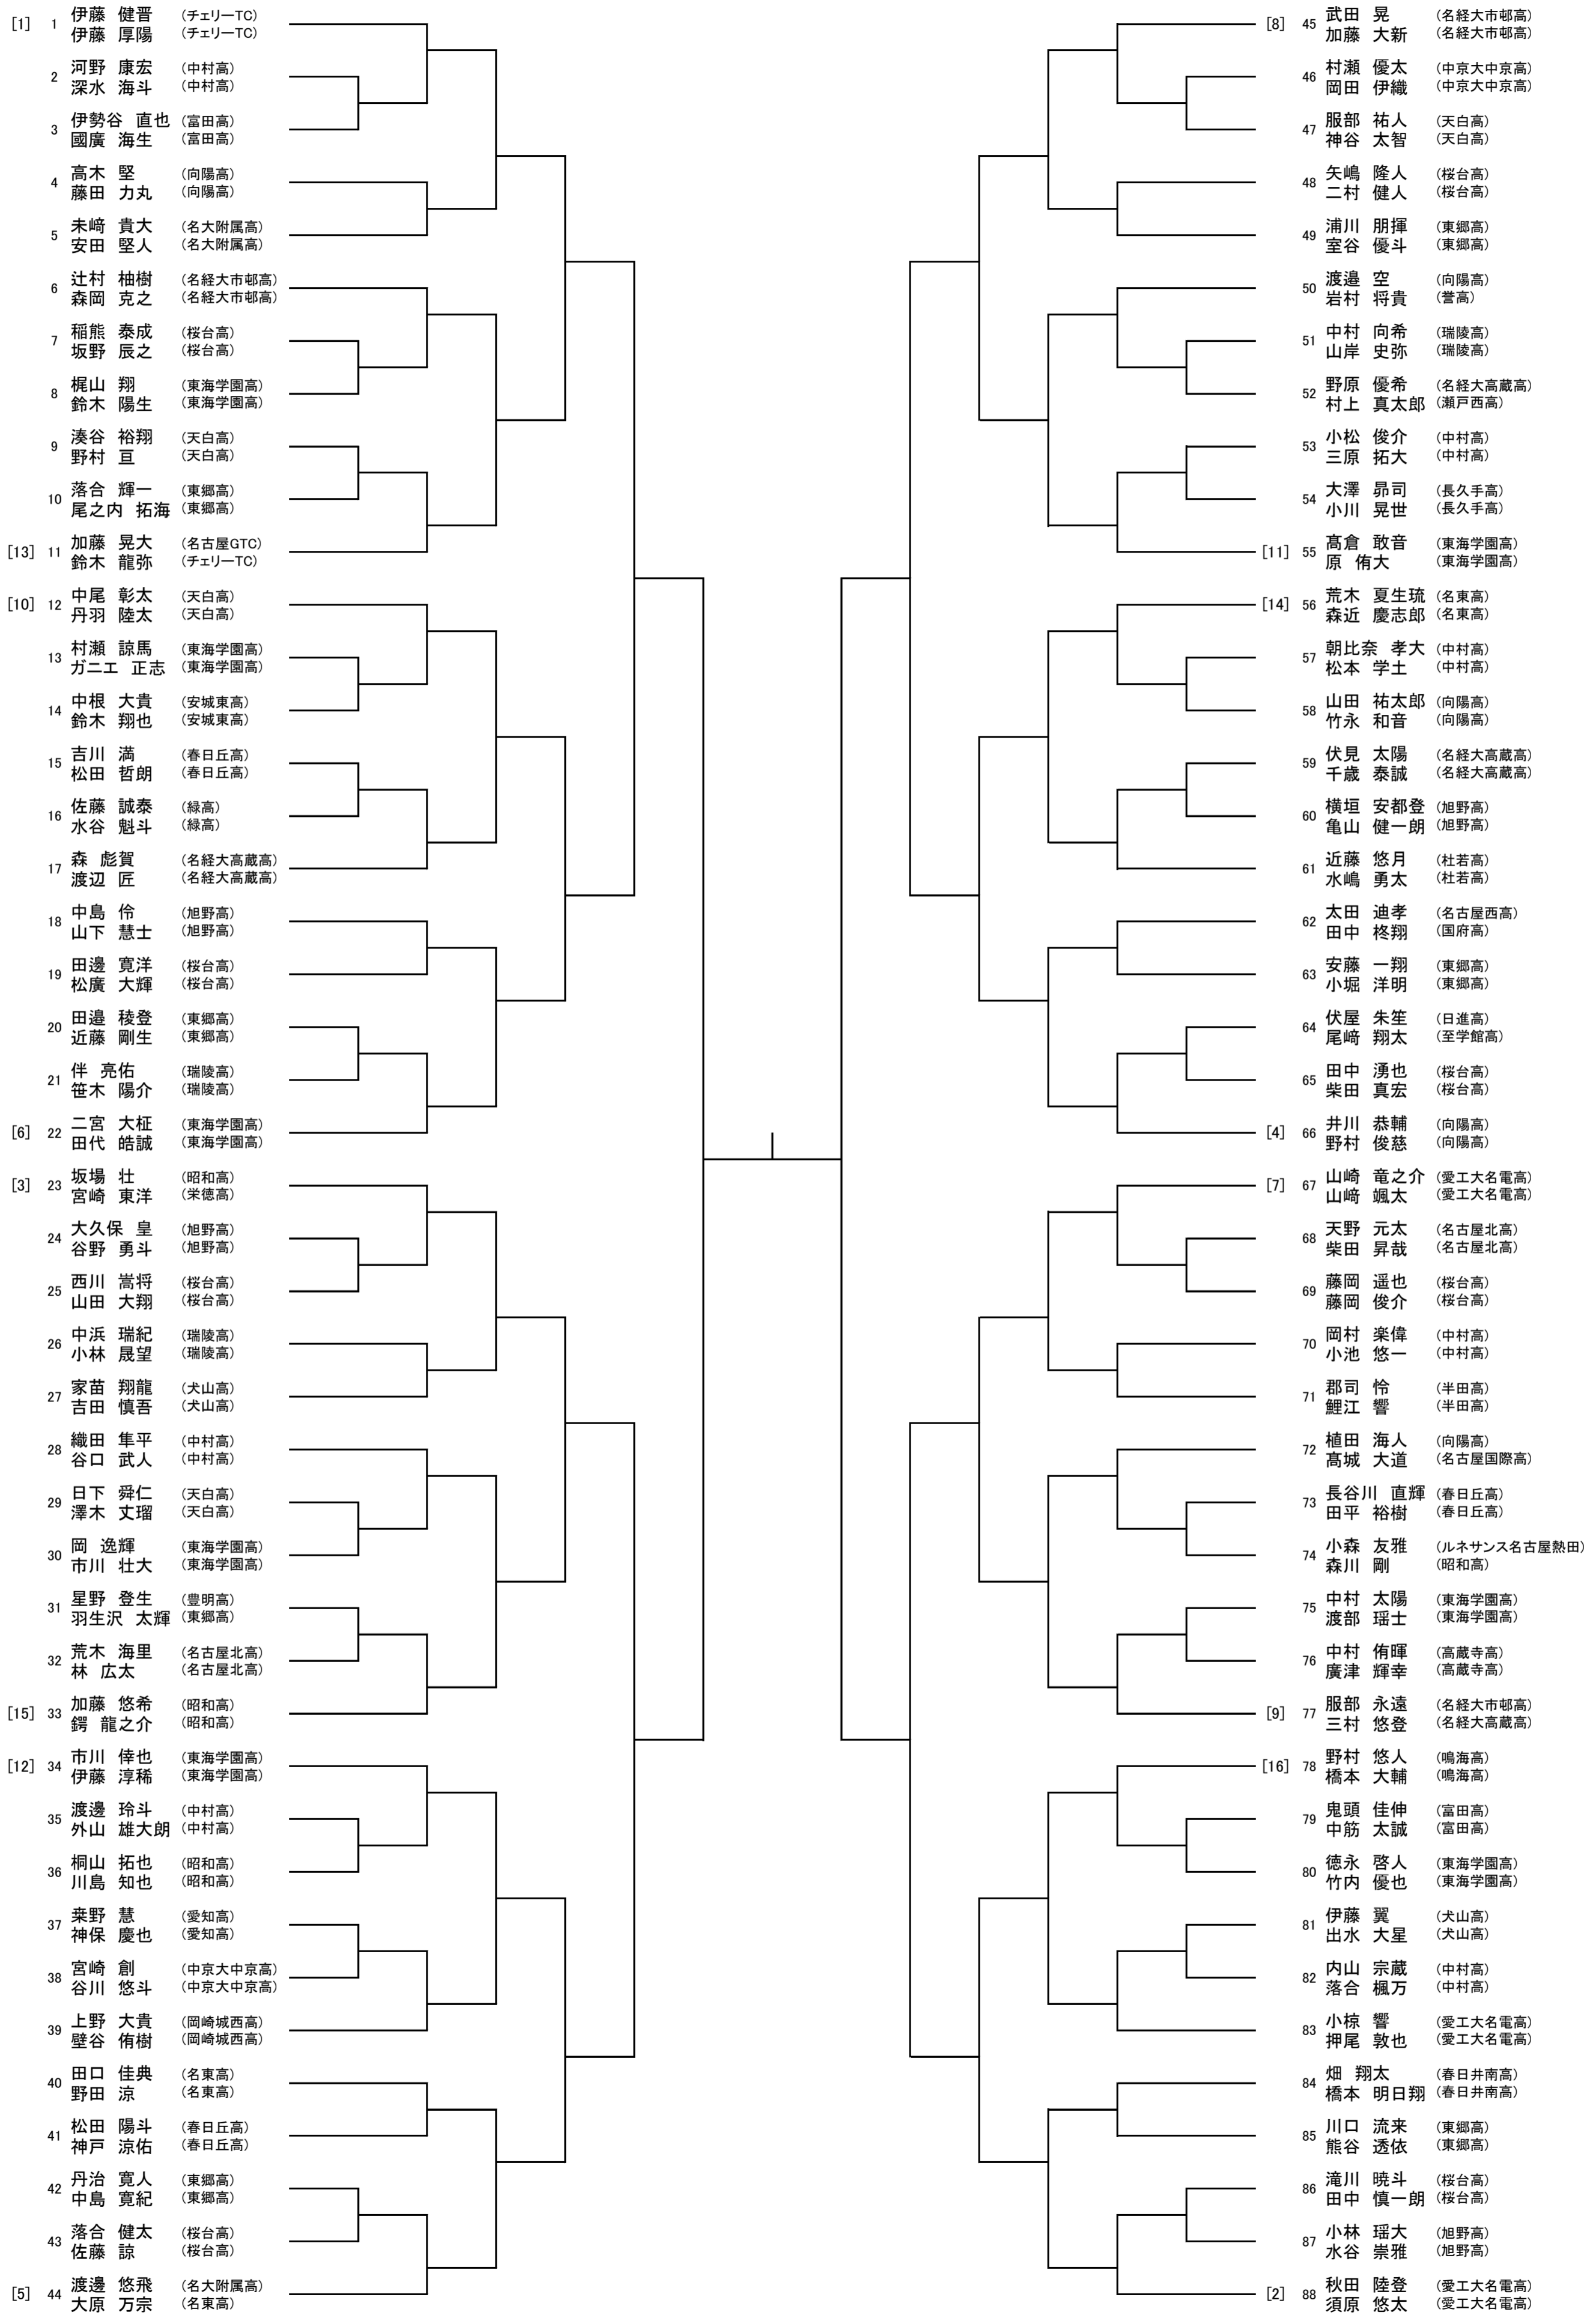 [1] 1 伊藤 健晋 (チェリーTC)
伊藤 厚陽 (チェリーTC)
2 河野 康宏 (中村高)
深水 海斗 (中村高)
3 伊勢谷 直也 (富田高)
國廣 海生 (富田高)
4 高木 堅 (向陽高)
藤田 力丸 (向陽高)
5 未﨑 貴大 (名大附属高)
安田 堅人 (名大附属高)
6 辻村 柚樹 (名経大市邨高)
森岡 克之 (名経大市邨高)
7 稲熊 泰成 (桜台高)
坂野 辰之 (桜台高)
8 梶山 翔 (東海学園高)
鈴木 陽生 (東海学園高)
9 湊谷 裕翔 (天白高)
野村 亘 (天白高)
10 落合 輝一 (東郷高)
尾之内 拓海 (東郷高)
[13] 11 加藤 晃大 (名古屋GTC)
鈴木 龍弥 (チェリーTC)
[10] 12 中尾 彰太 (天白高)
丹羽 陸太 (天白高)
13 村瀬 諒馬 (東海学園高)
ガニエ 正志 (東海学園高)
14 中根 大貴 (安城東高)
鈴木 翔也 (安城東高)
15 吉川 満 (春日丘高)
松田 哲朗 (春日丘高)
16 佐藤 誠泰 (緑高)
水谷 魁斗 (緑高)
17 森 彪賀 (名経大高蔵高)
渡辺 匠 (名経大高蔵高)
18 中島 伶 (旭野高)
山下 慧士 (旭野高)
19 田邊 寛洋 (桜台高)
松廣 大輝 (桜台高)
20 田邉 稜登 (東郷高)
近藤 剛生 (東郷高)
21 伴 亮佑 (瑞陵高)
笹木 陽介 (瑞陵高)
[6] 22 二宮 大柾 (東海学園高)
田代 皓誠 (東海学園高)
[3] 23 坂場 壮 (昭和高)
宮崎 東洋 (栄徳高)
24 大久保 皇 (旭野高)
谷野 勇斗 (旭野高)
25 西川 嵩将 (桜台高)
山田 大翔 (桜台高)
26 中浜 瑞紀 (瑞陵高)
小林 晟望 (瑞陵高)
27 家苗 翔龍 (犬山高)
吉田 慎吾 (犬山高)
28 織田 隼平 (中村高)
谷口 武人 (中村高)
29 日下 舜仁 (天白高)
澤木 丈瑠 (天白高)
30 岡 逸輝 (東海学園高)
市川 壮大 (東海学園高)
31 星野 登生 (豊明高)
羽生沢 太輝 (東郷高)
32 荒木 海里 (名古屋北高)
林 広太 (名古屋北高)
[15] 33 加藤 悠希 (昭和高)
鍔 龍之介 (昭和高)
[12] 34 市川 倖也 (東海学園高)
伊藤 淳稀 (東海学園高)
35 渡邊 玲斗 (中村高)
外山 雄大朗 (中村高)
36 桐山 拓也 (昭和高)
川島 知也 (昭和高)
37 桒野 慧 (愛知高)
神保 慶也 (愛知高)
38 宮崎 創 (中京大中京高)
谷川 悠斗 (中京大中京高)
39 上野 大貴 (岡崎城西高)
壁谷 侑樹 (岡崎城西高)
40 田口 佳典 (名東高)
野田 涼 (名東高)
41 松田 陽斗 (春日丘高)
神戸 涼佑 (春日丘高)
42 丹治 寛人 (東郷高)
中島 寛紀 (東郷高)
43 落合 健太 (桜台高)
佐藤 諒 (桜台高)
[5] 44 渡邊 悠飛 (名大附属高)
大原 万宗 (名東高)
[8] 45 武田 晃 (名経大市邨高)
加藤 大新 (名経大市邨高)
46 村瀬 優太 (中京大中京高)
岡田 伊織 (中京大中京高)
47 服部 祐人 (天白高)
神谷 太智 (天白高)
48 矢嶋 隆人 (桜台高)
二村 健人 (桜台高)
49 浦川 朋揮 (東郷高)
室谷 優斗 (東郷高)
50 渡邉 空 (向陽高)
岩村 将貴 (誉高)
51 中村 向希 (瑞陵高)
山岸 史弥 (瑞陵高)
52 野原 優希 (名経大高蔵高)
村上 真太郎 (瀬戸西高)
53 小松 俊介 (中村高)
三原 拓大 (中村高)
54 大澤 昴司 (長久手高)
小川 晃世 (長久手高)
[11] 55 髙倉 敢音 (東海学園高)
原 侑大 (東海学園高)
[14] 56 荒木 夏生琉 (名東高)
森近 慶志郎 (名東高)
57 朝比奈 孝大 (中村高)
松本 学士 (中村高)
58 山田 祐太郎 (向陽高)
竹永 和音 (向陽高)
59 伏見 太陽 (名経大高蔵高)
千歳 泰誠 (名経大高蔵高)
60 横垣 安都登 (旭野高)
亀山 健一朗 (旭野高)
61 近藤 悠月 (杜若高)
水嶋 勇太 (杜若高)
62 太田 迪孝 (名古屋西高)
田中 柊翔 (国府高)
63 安藤 一翔 (東郷高)
小堀 洋明 (東郷高)
64 伏屋 朱笙 (日進高)
尾﨑 翔太 (至学館高)
65 田中 湧也 (桜台高)
柴田 真宏 (桜台高)
[4] 66 井川 恭輔 (向陽高)
野村 俊慈 (向陽高)
[7] 67 山崎 竜之介 (愛工大名電高)
山﨑 颯太 (愛工大名電高)
68 天野 元太 (名古屋北高)
柴田 昇哉 (名古屋北高)
69 藤岡 遥也 (桜台高)
藤岡 俊介 (桜台高)
70 岡村 楽偉 (中村高)
小池 悠一 (中村高)
71 郡司 怜 (半田高)
鯉江 響 (半田高)
72 植田 海人 (向陽高)
髙城 大道 (名古屋国際高)
73 長谷川 直輝 (春日丘高)
田平 裕樹 (春日丘高)
74 小森 友雅 (ルネサンス名古屋熱田)
森川 剛 (昭和高)
75 中村 太陽 (東海学園高)
渡部 瑶士 (東海学園高)
76 中村 侑暉 (高蔵寺高)
廣津 輝幸 (高蔵寺高)
[9] 77 服部 永遠 (名経大市邨高)
三村 悠登 (名経大高蔵高)
[16] 78 野村 悠人 (鳴海高)
橋本 大輔 (鳴海高)
79 鬼頭 佳伸 (富田高)
中筋 太誠 (富田高)
80 徳永 啓人 (東海学園高)
竹内 優也 (東海学園高)
81 伊藤 翼 (犬山高)
出水 大星 (犬山高)
82 内山 宗蔵 (中村高)
落合 楓万 (中村高)
83 小椋 響 (愛工大名電高)
押尾 敦也 (愛工大名電高)
84 畑 翔太 (春日井南高)
橋本 明日翔 (春日井南高)
85 川口 流来 (東郷高)
熊谷 透依 (東郷高)
86 滝川 暁斗 (桜台高)
田中 慎一朗 (桜台高)
87 小林 瑶大 (旭野高)
水谷 崇雅 (旭野高)
[2] 88 秋田 陸登 (愛工大名電高)
須原 悠太 (愛工大名電高)